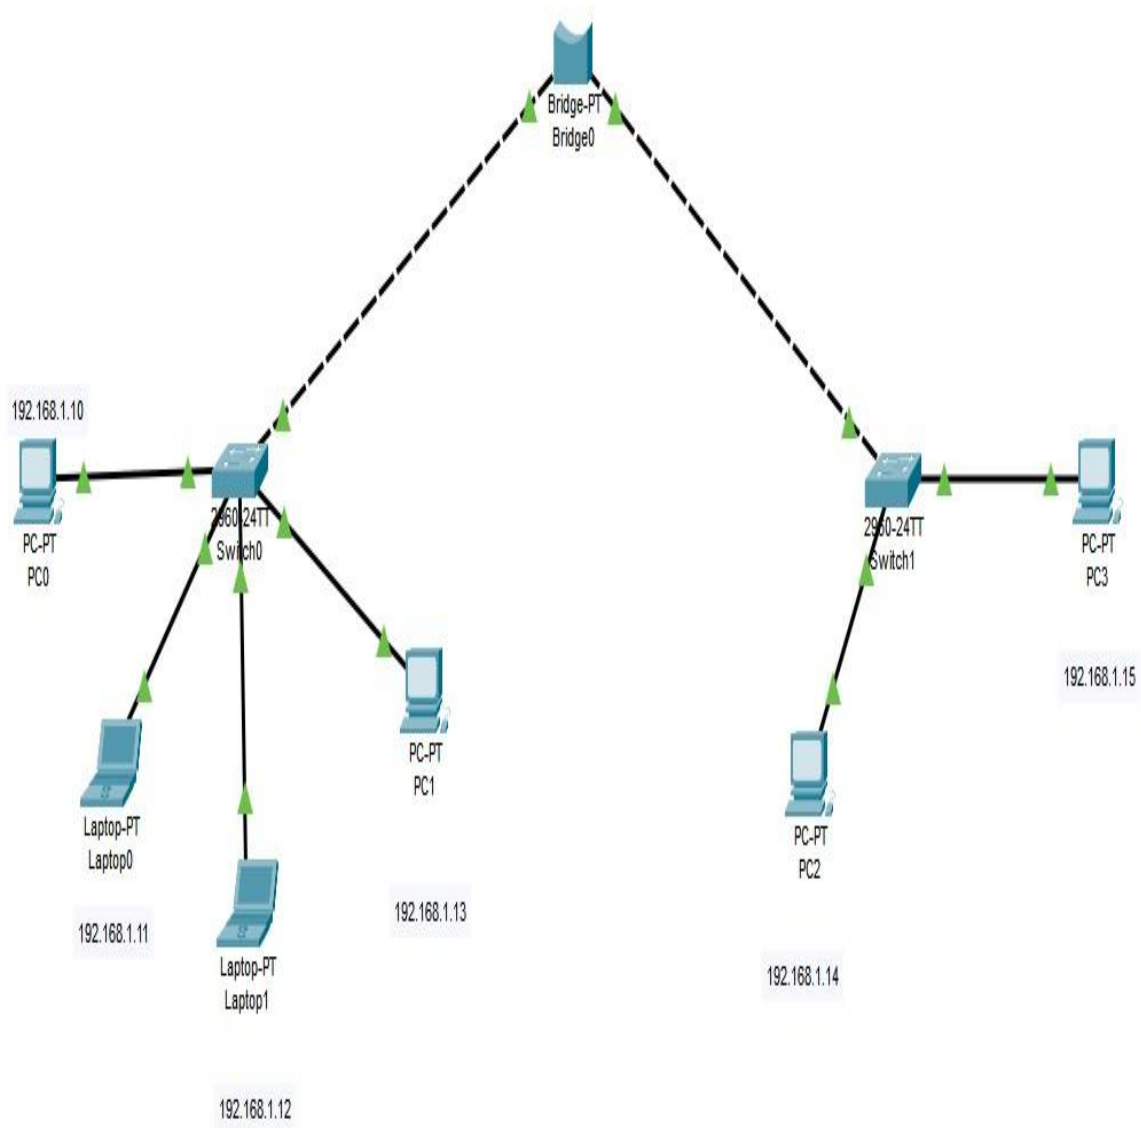 Bridge-PT
Bridge0
192.168.1.10
PC-PT
PC0
2960-24TT
Switch0
2950-24TT
Switch1
PC-PT
PC3
192.168.1.15
PC-PT
PC1
Laptop-PT
Laptop0
192.168.1.11
192.168.1.13
PC-PT
PC2
192.168.1.14
Laptop-PT
Laptop1
192.168.1.12